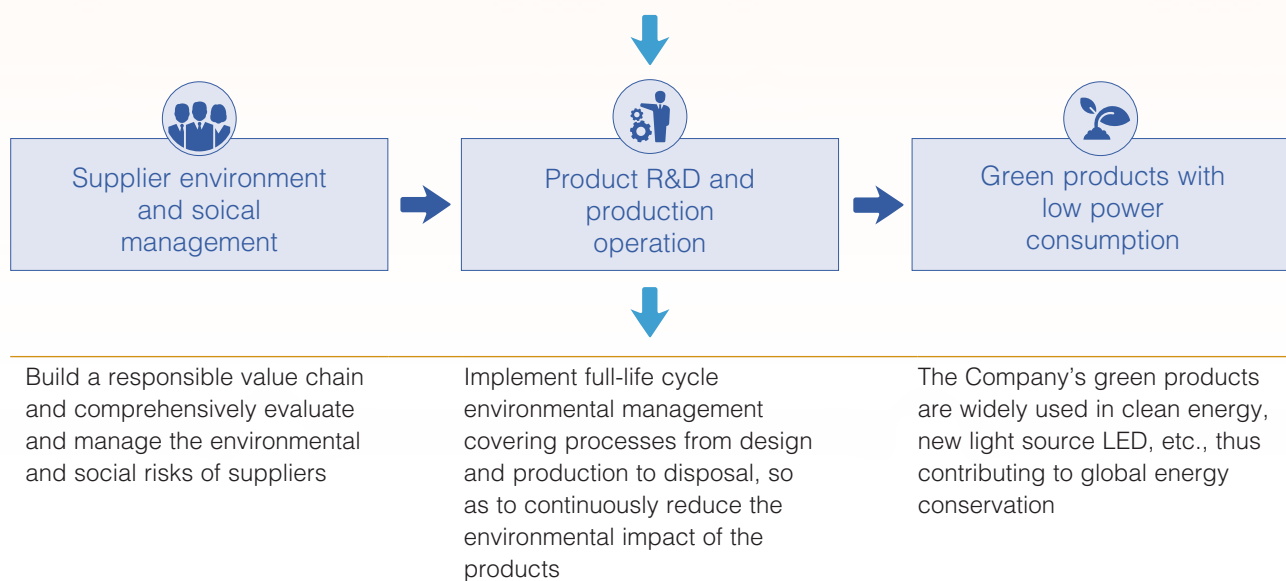 Supplier environment
and soical
management
Product R&D and
production
operation
Green products with
low power
consumption
Build a responsible value chain
and comprehensively evaluate
and manage the environmental
and social risks of suppliers
Implement full-life cycle
environmental management
covering processes from design
and production to disposal, so
as to continuously reduce the
environmental impact of the
products
The Company’s green products
are widely used in clean energy,
new light source LED, etc., thus
contributing to global energy
conservation